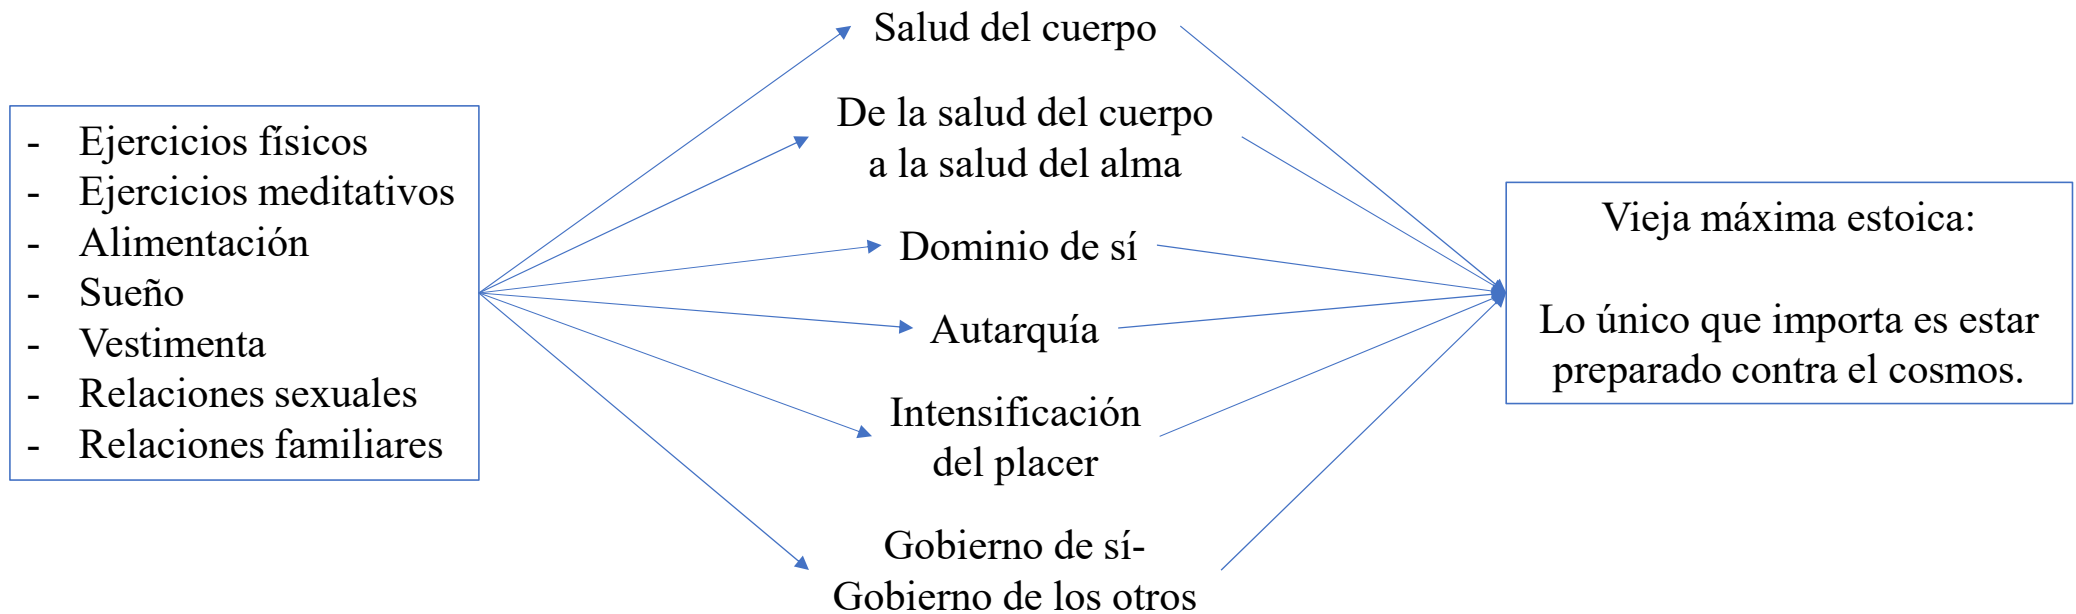 - Ejercicios físicos
- Ejercicios meditativos
- Alimentación
- Sueño
- Vestimenta
- Relaciones sexuales
- Relaciones familiares
Salud del cuerpo
De la salud del cuerpo
a la salud del alma
Dominio de sí
Autarquía
Intensificación
del placer
Gobierno de sí-
Gobierno de los otros
Vieja máxima estoica:
Lo único que importa es estar
preparado contra el cosmos.